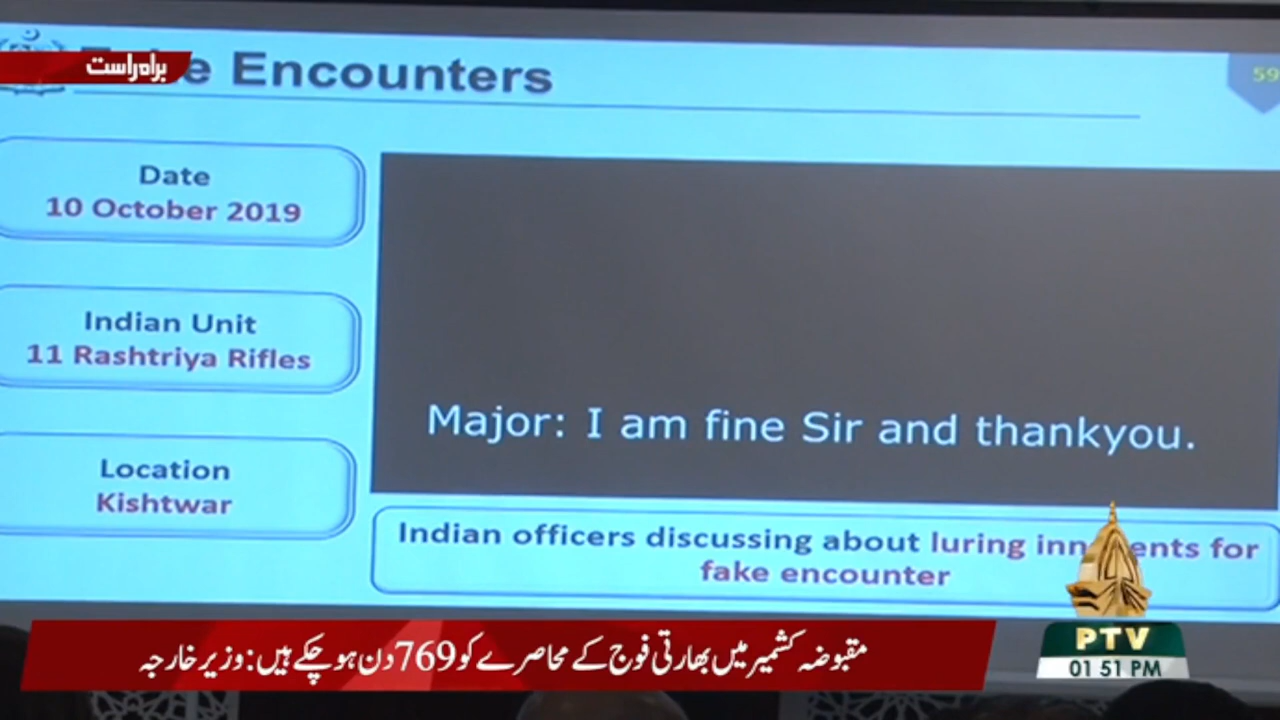 براہ راست
Encounters
59
Date
10 October 2019
Indian Unit
11 Rashtriya Rifles
Location
Kishtwar
Major: I am fine Sir and thankyou.
Indian officers discussing about luring for
fake encounter
PTV
01 51 PM
مقبوضہ کشمیر میں بھارتی فوج کے محاصرے کو 769 دن ہو چکے ہیں: وزیر خارجہ